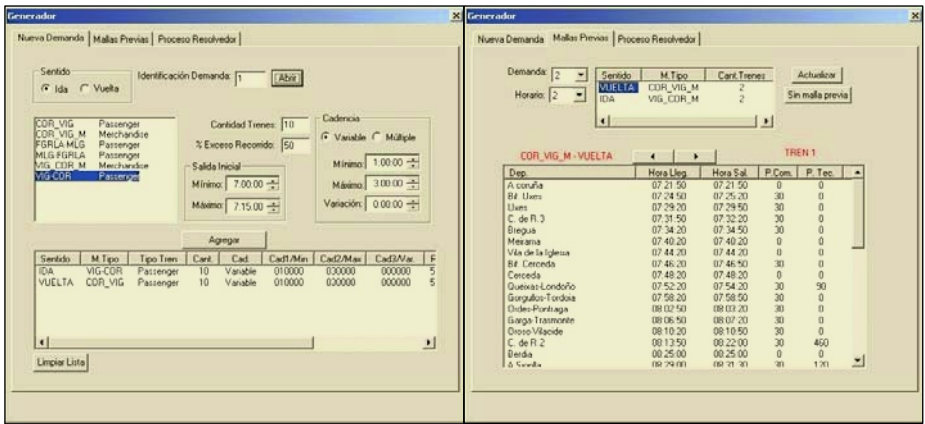 Generador
Nueva Demanda Mallas Previas Proceso Resolvedor
Sentido
Ida Vuelta
Identificación Demanda: 1 Abrir
COR_VIG Passenger
COR_VIG_M Merchandise
FGRLA-MLG Passenger
MLG-FGRLA Passenger
VIG_COR_M Merchandise
VIG-COR Passenger
Cantidad Trenes: 10
% Exceso Recorrido: 50
Salida Inicial
Mínimo: 7:00:00
Máximo: 7:15:00
Cadencia
Variable Múltiple
Mínimo: 1:00:00
Máximo: 3:00:00
Variación: 0:00:00
Agregar
Sentido M.Tipo Tipo Tren Cant. Cad. Cad1/Min Cad2/Max Cad3/Var.
IDA VIG-COR Passenger 10 Variable 010000 030000 000000 5
VUELTA COR_VIG Passenger 10 Variable 010000 030000 000000 5
Limpiar Lista
Generador
Nueva Demanda Mallas Previas Proceso Resolvedor
Demanda: 2
Horario: 2
Sentido M.Tipo Cant.Trenes
VUELTA COR_VIG_M 2
IDA VIG_COR_M 2
Actualizar
Sin malla previa
COR_VIG_M - VUELTA TREN 1
Dep. Hora Lleg. Hora Sal. P.Com. P. Tec.
A coruña 07:21:50 07:21:50 0 0
Bif. Uxes 07:24:50 07:25:20 30 0
Uxes 07:29:20 07:29:50 30 0
C. de R.3 07:31:50 07:32:20 30 0
Bregua 07:34:20 07:34:50 30 0
Meirama 07:40:20 07:40:20 0 0
Vila da Iglesia 07:44:20 07:44:20 0 0
Bif. Cerceda 07:46:20 07:46:50 30 0
Cerceda 07:48:20 07:48:20 0 0
Queixas-Londoño 07:52:20 07:54:20 30 90
Gorgullos-Tordoia 07:58:20 07:58:50 30 0
Ordes-Pontraga 08:02:50 08:03:20 30 0
Garga-Trasmonte 08:06:50 08:07:20 30 0
Oroso-Vilacide 08:10:20 08:10:50 30 0
C. de R.2 08:13:50 08:22:00 30 460
Berdia 08:25:00 08:25:00 0 0
08:29:00 08:31:30 30 120